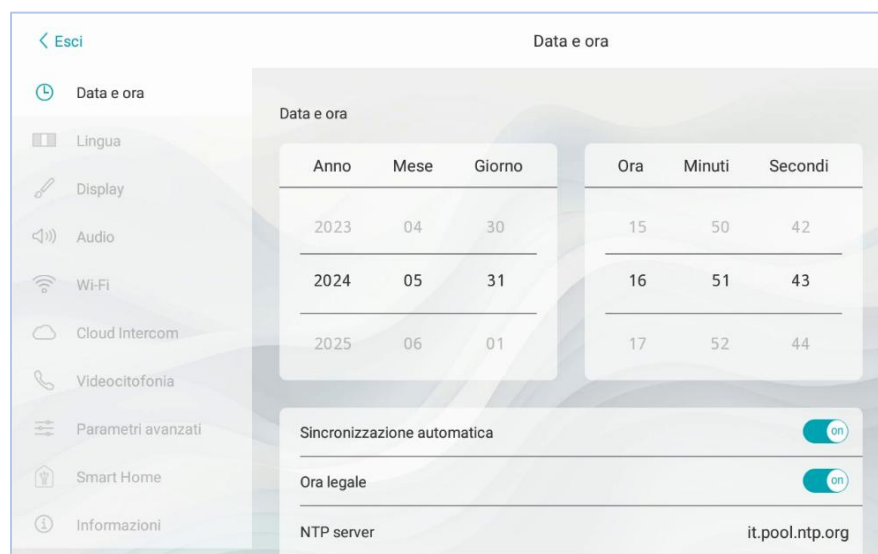 Esci
Data e ora
Data e ora
Lingua
Display
Audio
Wi-Fi
Cloud Intercom
Videocitofonia
Parametri avanzati
Smart Home
Informazioni
Data e ora
Anno Mese Giorno Ora Minuti Secondi
2023 04 30 15 50 42
2024 05 31 16 51 43
2025 06 01 17 52 44
Sincronizzazione automatica on
Ora legale on
NTP server it.pool.ntp.org